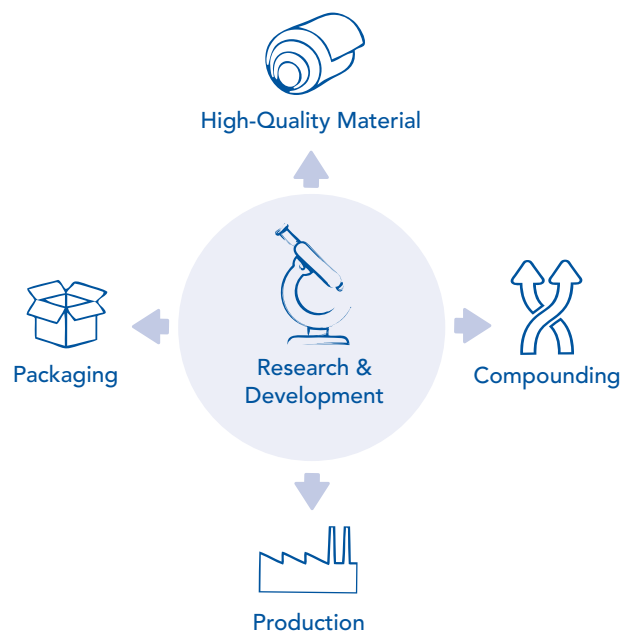 High-Quality Material
Packaging
Research &
Development
Compounding
Production